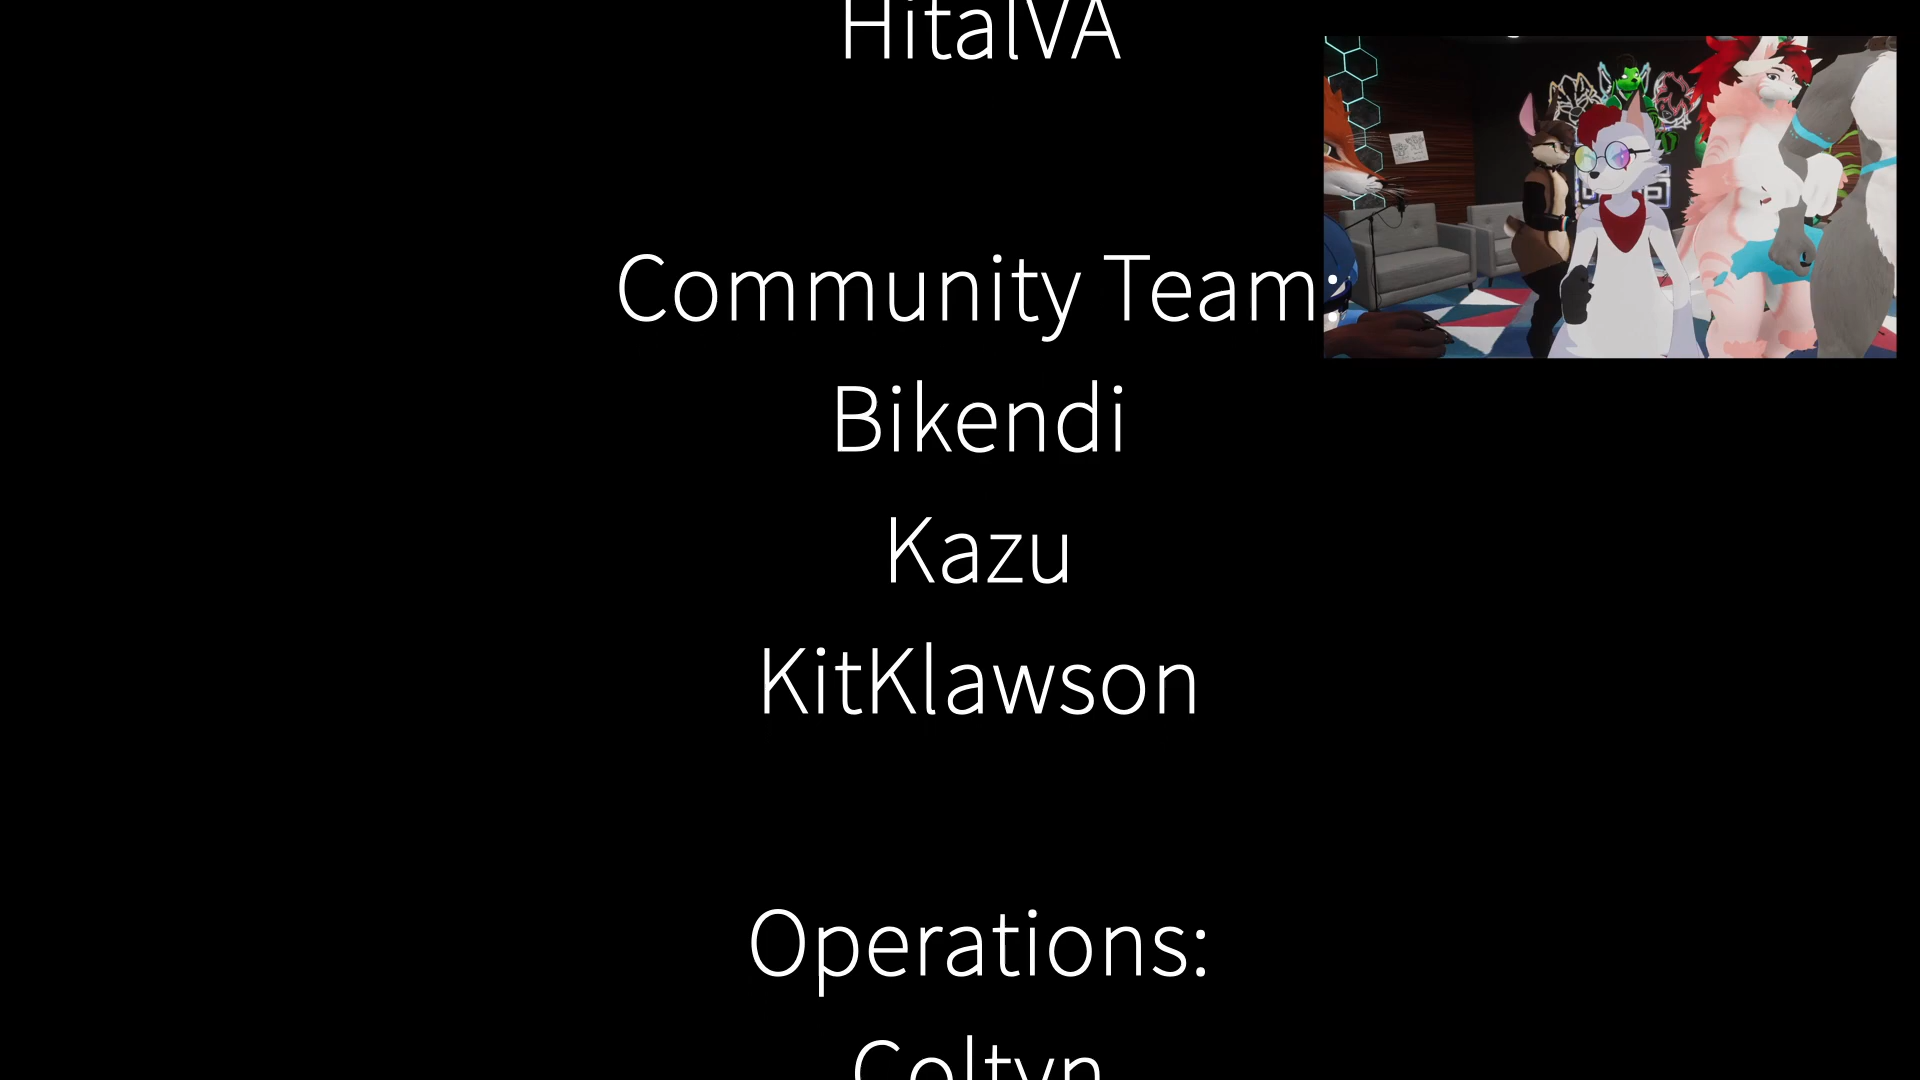 HitalVA
Community Team:
Bikendi
Kazu
KitKlawson
Operations:
Coltyn